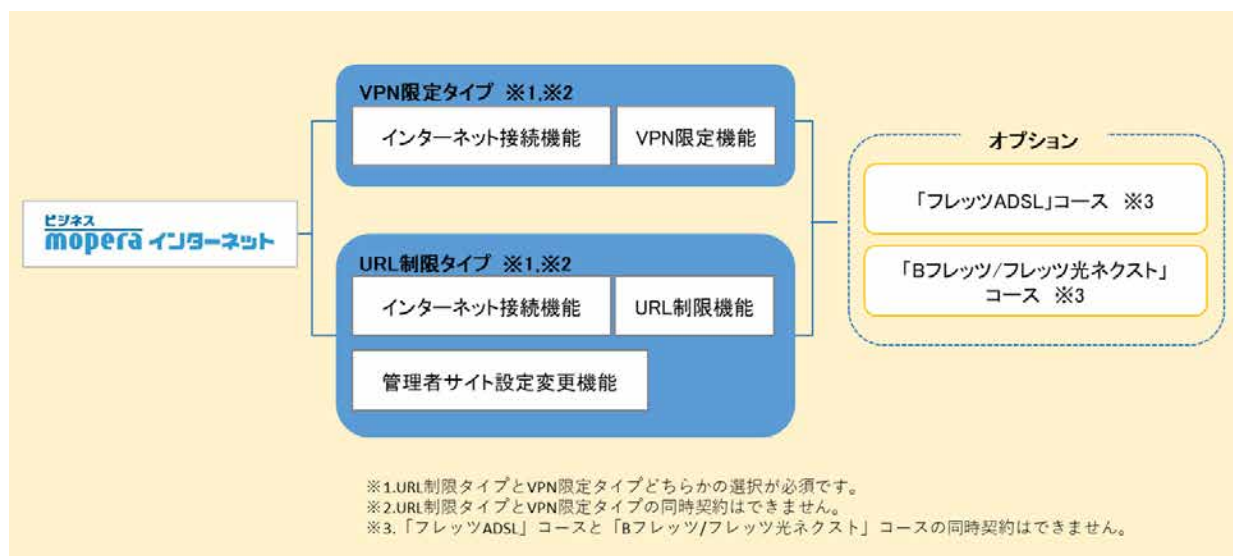 ビジネス
mopera インターネット
VPN限定タイプ ※1,※2
インターネット接続機能
VPN限定機能
URL制限タイプ ※1,※2
インターネット接続機能
URL制限機能
管理者サイト設定変更機能
オプション
「フレッツADSL」コース ※3
「Bフレッツ/フレッツ光ネクスト」
コース ※3
※1.URL制限タイプとVPN限定タイプどちらかの選択が必須です。
※2.URL制限タイプとVPN限定タイプの同時契約はできません。
※3.「フレッツADSL」コースと「Bフレッツ/フレッツ光ネクスト」コースの同時契約はできません。